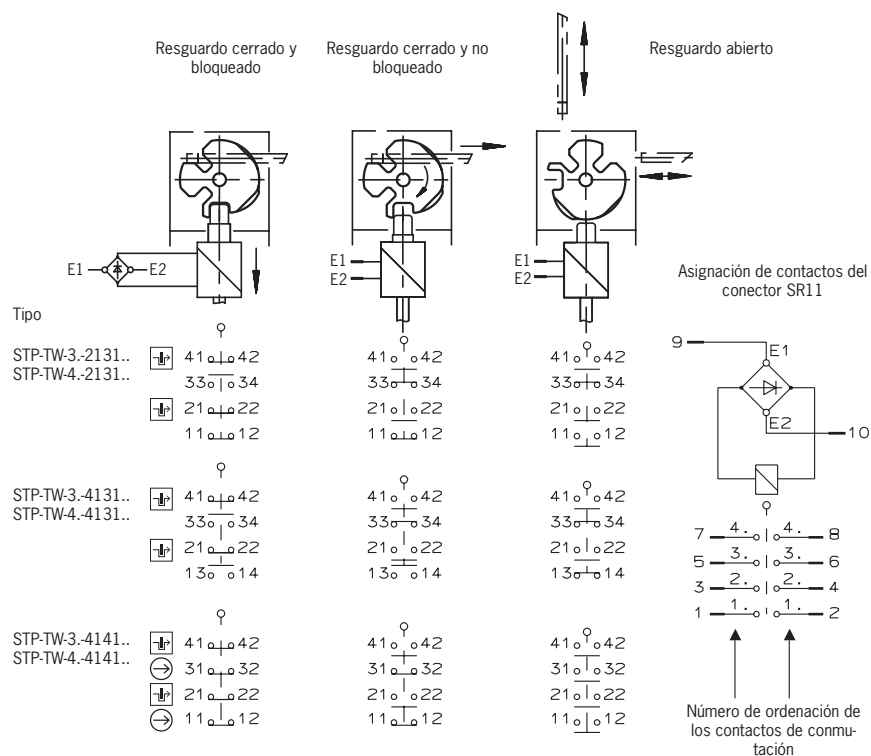 Resguardo cerrado y
bloqueado
Resguardo cerrado y no
bloqueado
Resguardo abierto
E1
E2
E1
E2
E1
E2
Tipo
STP-TW-3.-2131..
STP-TW-4.-2131..
41 42
33 34
21 22
11 12
41 42
33 34
21 22
11 12
41 42
33 34
21 22
11 12
STP-TW-3.-4131..
STP-TW-4.-4131..
41 42
33 34
21 22
13 14
41 42
33 34
21 22
13 14
41 42
33 34
21 22
13 14
STP-TW-3.-4141..
STP-TW-4.-4141..
41 42
31 32
21 22
11 12
41 42
31 32
21 22
11 12
41 42
31 32
21 22
11 12
Asignación de contactos del
conector SR11
9
E1
E2
10
7 4. 4. 8
5 3. 3. 6
3 2. 2. 4
1 1. 1. 2
Número de ordenación de
los contactos de conmu-
tación